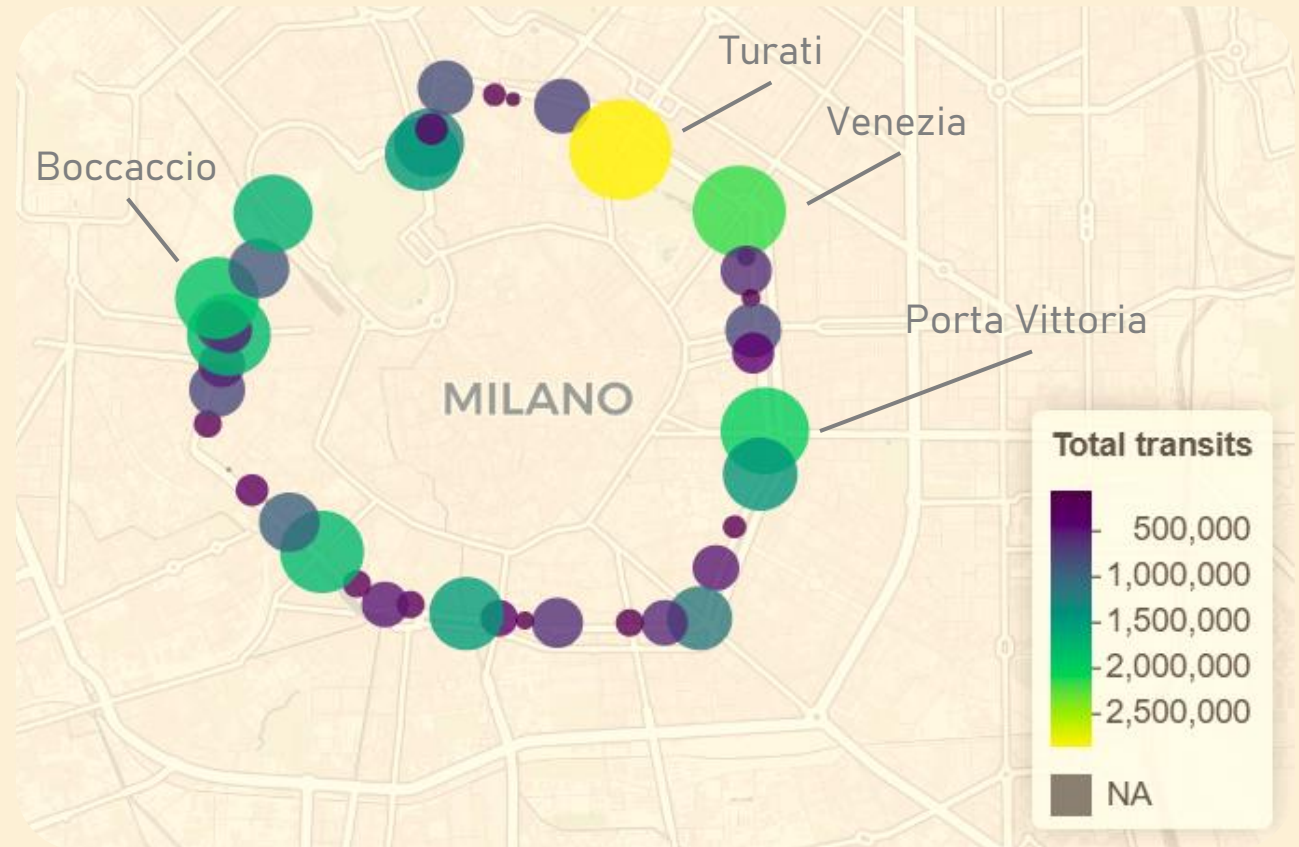 Turati
Venezia
Boccaccio
Porta Vittoria
MILANO
Total transits
500,000
1,000,000
1,500,000
2,000,000
2,500,000
NA